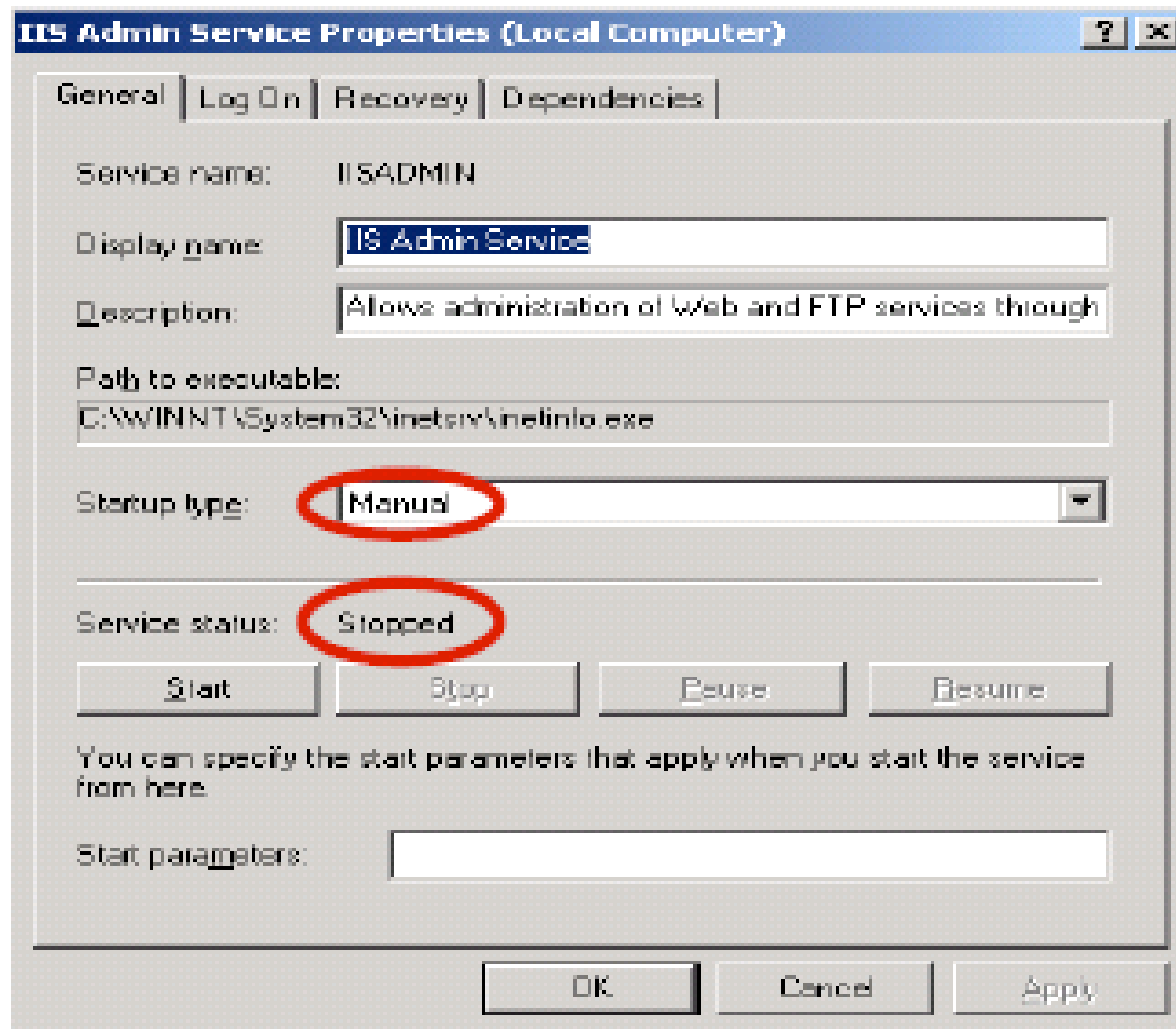 IIS Admin Service Properties (Local Computer)
General Log On Recovery Dependencies
Service name: IISADMIN
Display name: IIS Admin Service
Description: Allows administration of Web and FTP services through
Path to executable:
C:\WINNT\System32\inetsrv\inetinfo.exe
Startup type: Manual
Service status: Stopped
Start Stop Pause Resume
You can specify the start parameters that apply when you start the service
from here.
Start parameters:
OK Cancel Apply